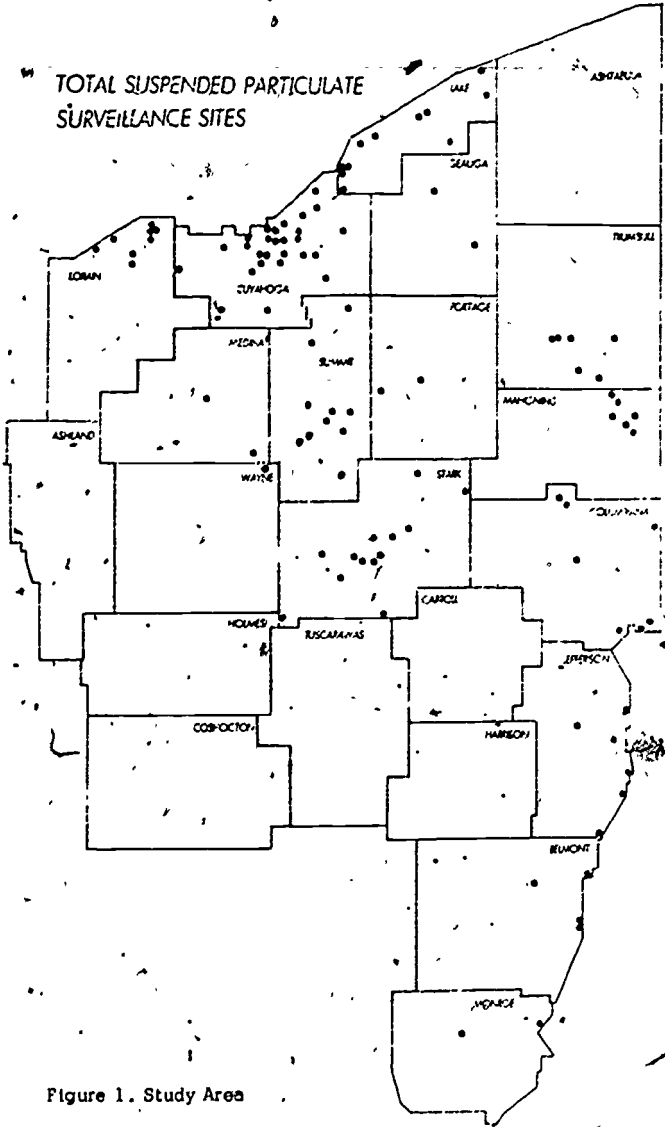 TOTAL SUSPENDED PARTICULATE
SURVEILLANCE SITES
LAKE
ASHTABULA
GEAUGA
TRUMBULL
LORAIN
CUYAHOGA
PORTAGE
MEDINA
SUMMIT
MAHONING
ASHLAND
WAYNE
STARK
COLUMBIANA
CARROLL
HOLMES
TUSCARAWAS
JEFFERSON
COSHOCTON
HARRISON
BELMONT
MONROE
Figure 1. Study Area